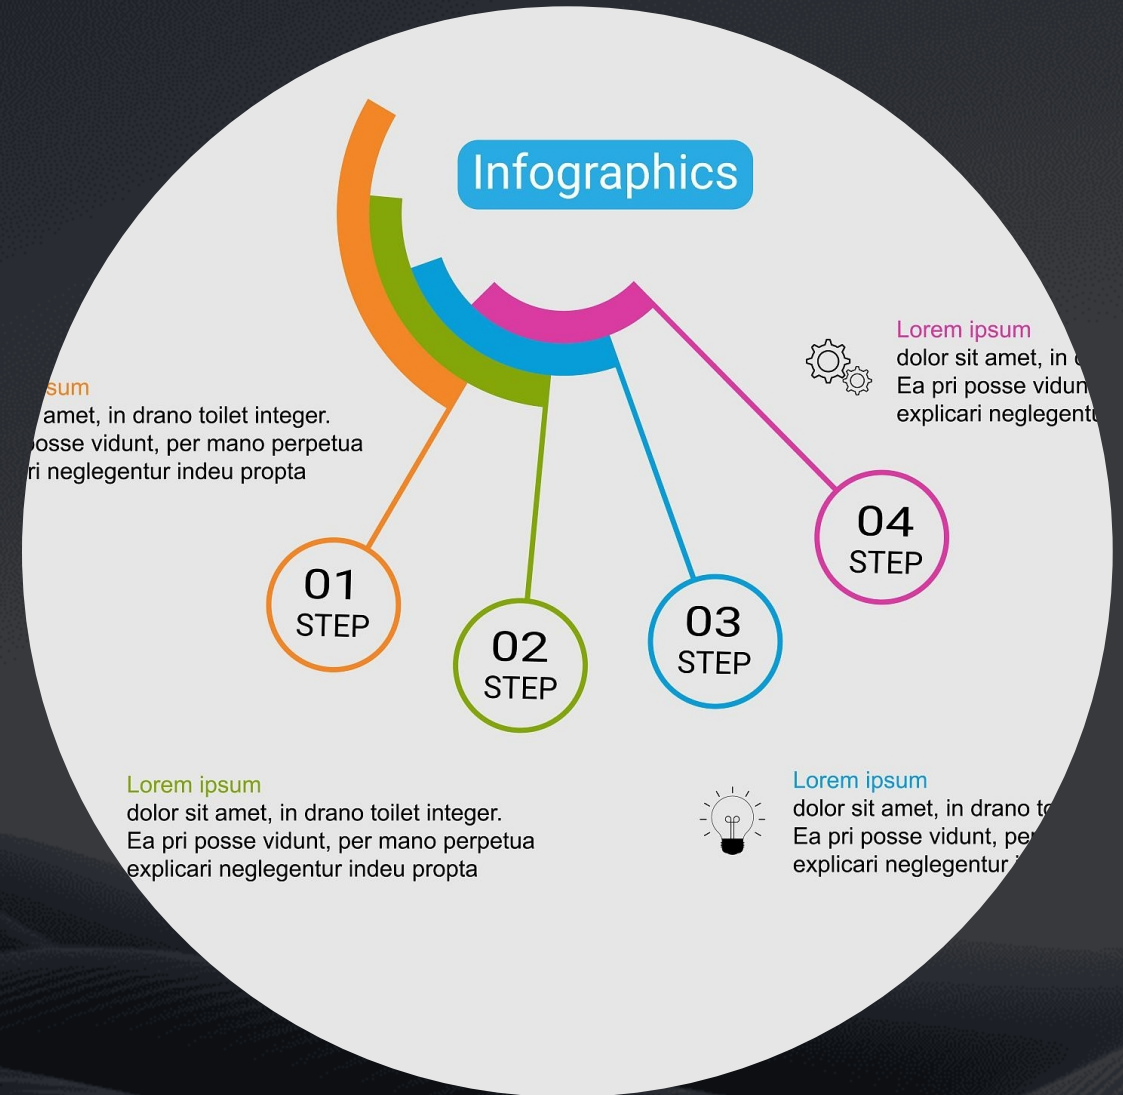 Infographics
Lorem ipsum
dolor sit amet, in
Ea pri posse vidun
explicari neglegentu
sum
amet, in drano toilet integer.
posse vidunt, per mano perpetua
ri neglegentur indeu propta
01
STEP
02
STEP
03
STEP
04
STEP
Lorem ipsum
dolor sit amet, in drano toilet integer.
Ea pri posse vidunt, per mano perpetua
explicari neglegentur indeu propta
Lorem ipsum
dolor sit amet, in drano to
Ea pri posse vidunt, per
explicari neglegentur